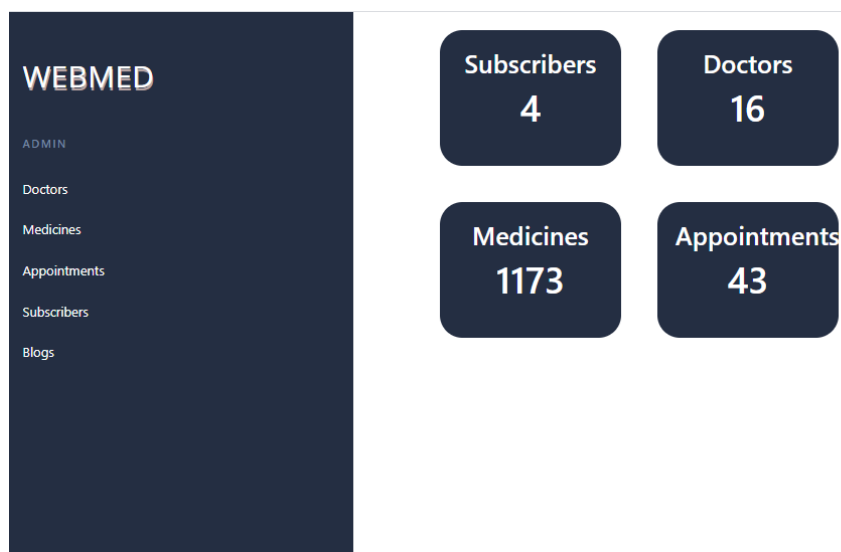 WEBMED
ADMIN
Doctors
Medicines
Appointments
Subscribers
Blogs
Subscribers
4
Doctors
16
Medicines
1173
Appointments
43